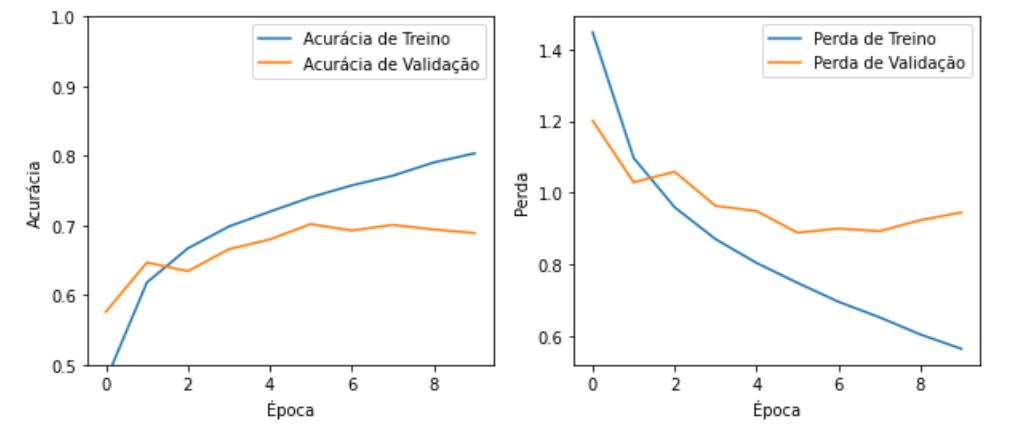 Acurácia de Treino
Acurácia de Validação
1.0
0.9
0.8
0.7
0.6
0.5
Acurácia
0 2 4 6 8
Época
Perda de Treino
Perda de Validação
1.4
1.2
1.0
0.8
0.6
Perda
0 2 4 6 8
Época